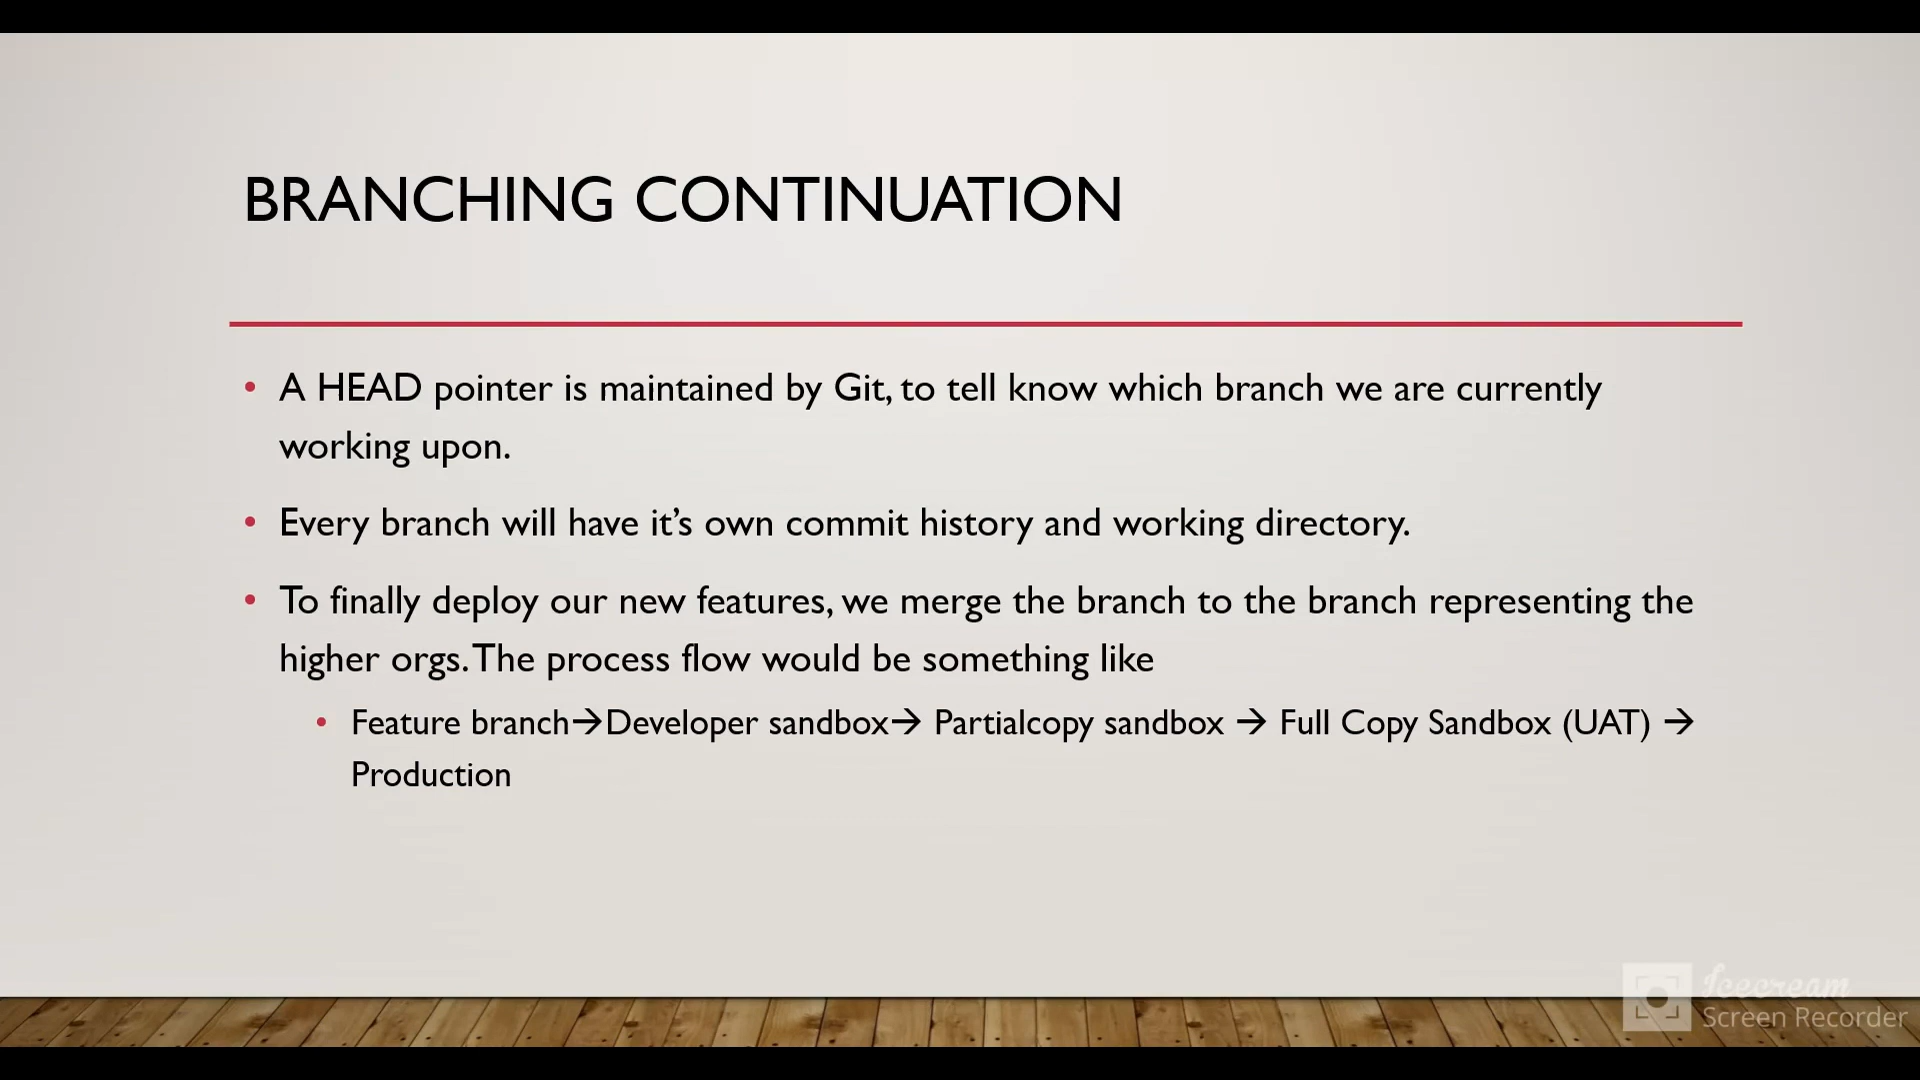 BRANCHING CONTINUATION
• A HEAD pointer is maintained by Git, to tell know which branch we are currently
working upon.
• Every branch will have it’s own commit history and working directory.
• To finally deploy our new features, we merge the branch to the branch representing the
higher orgs. The process flow would be something like
• Feature branch→Developer sandbox→ Partialcopy sandbox → Full Copy Sandbox (UAT) →
Production
Icecream
Screen Recorder